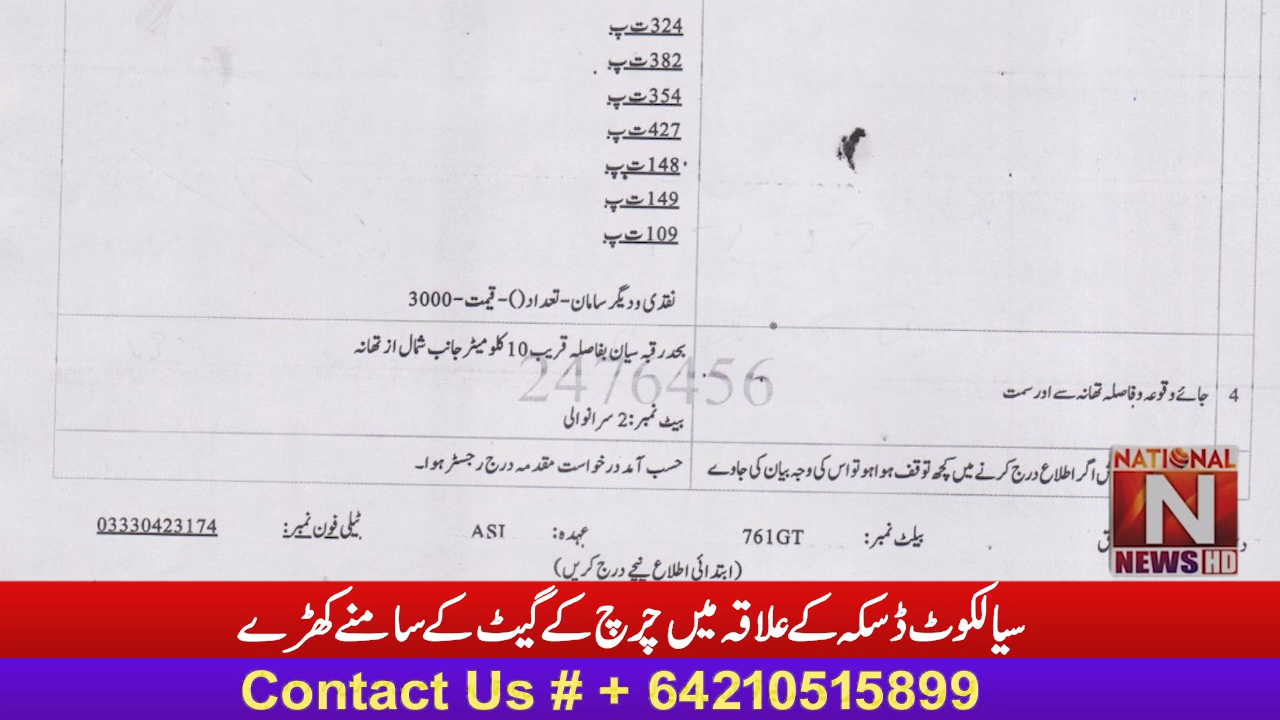 324ت پ
382ت پ
354ت پ
427ت پ
148ت پ
149ت پ
109ت پ
نقدی و دیگر سامان-تعداد()- قیمت-3000
بحد رقبہ سیان بفاصلہ قریب 10 کلو میٹر جانب شمال از تھانہ
2476456
4 جائے وقوعہ و فاصلہ تھانہ سے اور سمت
بیٹ نمبر:2 سرانوالی
اگر اطلاع درج کرنے میں کچھ توقف ہوا ہو تو اس کی وجہ بیان کی جاوے
حسب آمد درخواست مقدمہ درج رجسٹر ہوا۔
بیلٹ نمبر: 761GT عہدہ: ASI ٹیلی فون نمبر: 03330423174
(ابتدائی اطلاع نیچے درج کریں)
NATIONAL
N
NEWS HD
سیالکوٹ ڈسکہ کے علاقہ میں چرچ کے گیٹ کے سامنے کھڑے
Contact Us # + 64210515899